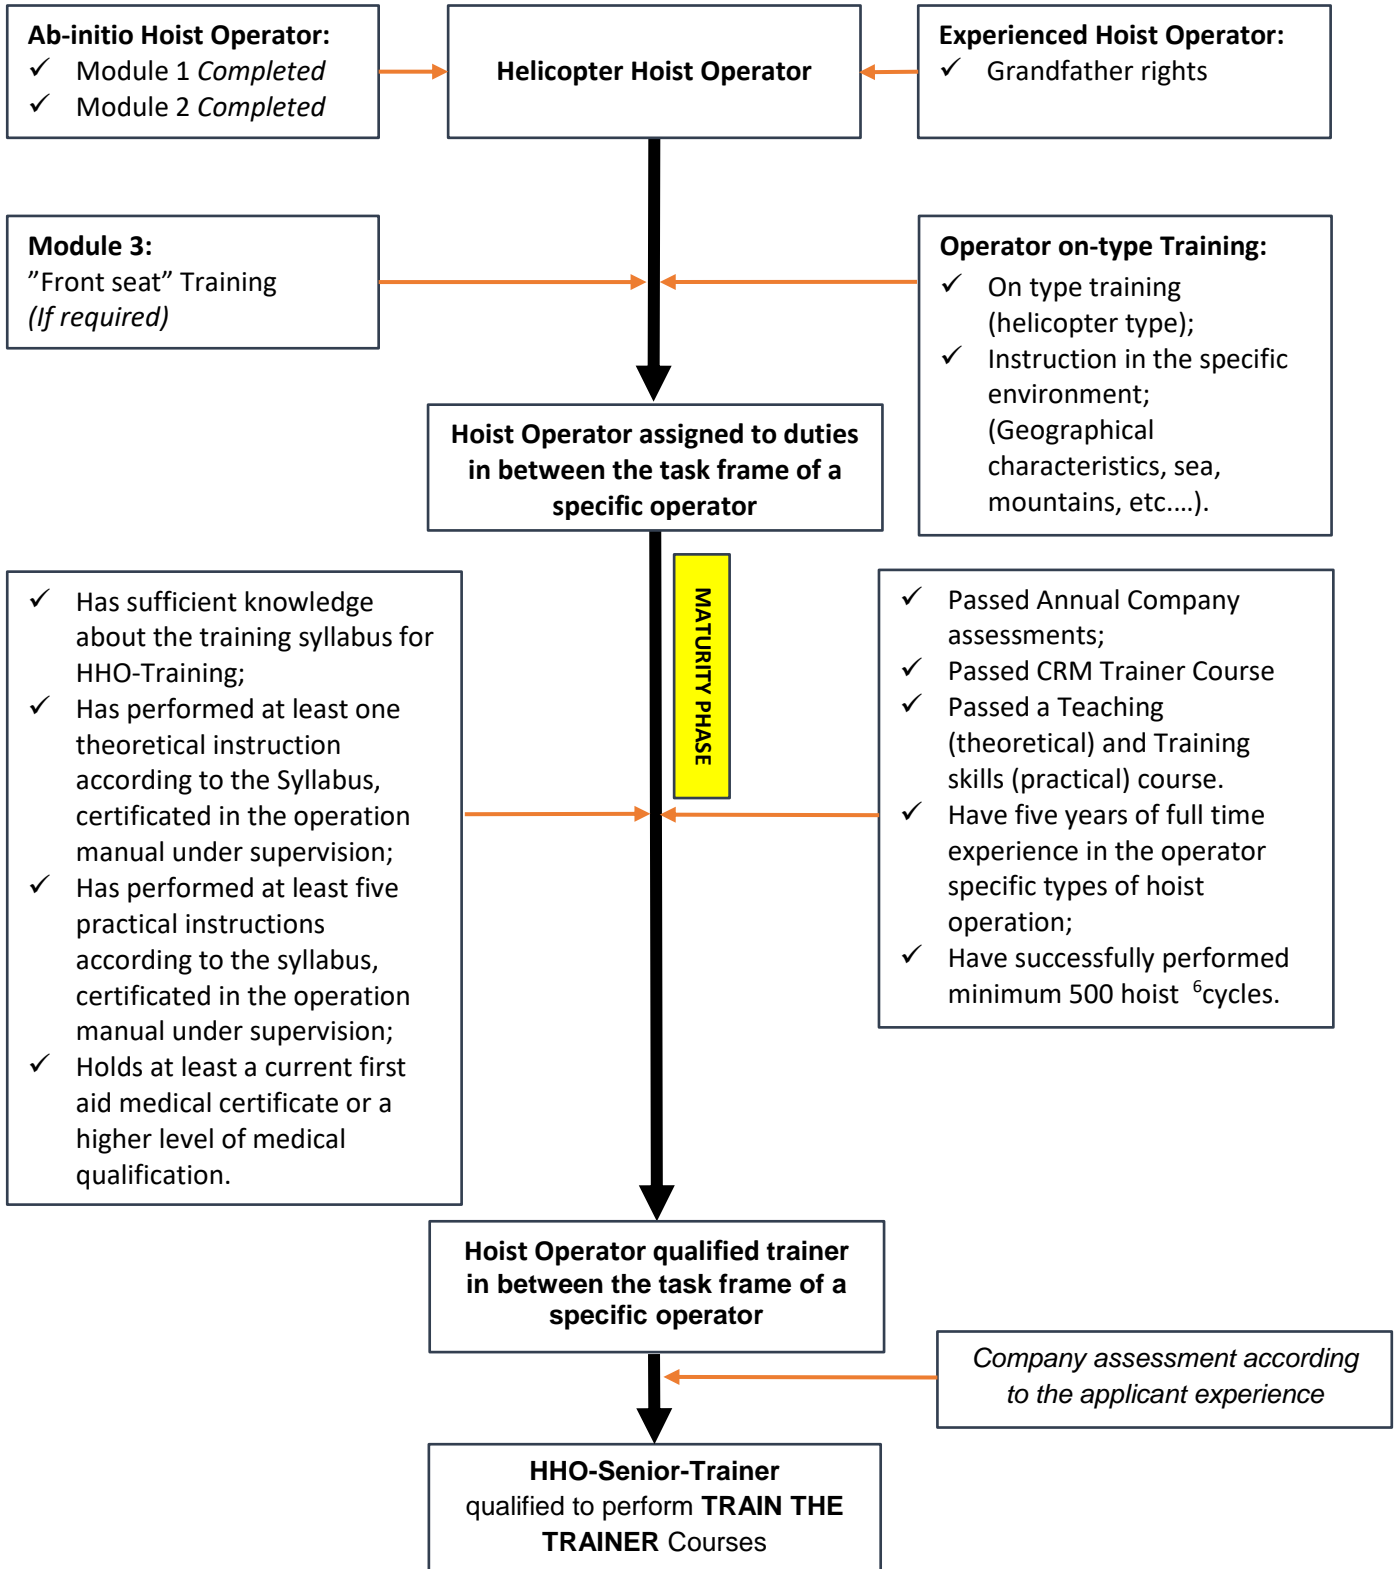 Ab-initio Hoist Operator:
✓ Module 1 Completed
✓ Module 2 Completed
Helicopter Hoist Operator
Experienced Hoist Operator:
✓ Grandfather rights
Module 3:
”Front seat” Training
(If required)
Operator on-type Training:
✓ On type training
(helicopter type);
✓ Instruction in the specific
environment;
(Geographical
characteristics, sea,
mountains, etc.…).
Hoist Operator assigned to duties
in between the task frame of a
specific operator
MATURITY PHASE
✓ Has sufficient knowledge
about the training syllabus for
HHO-Training;
✓ Has performed at least one
theoretical instruction
according to the Syllabus,
certificated in the operation
manual under supervision;
✓ Has performed at least five
practical instructions
according to the syllabus,
certificated in the operation
manual under supervision;
✓ Holds at least a current first
aid medical certificate or a
higher level of medical
qualification.
✓ Passed Annual Company
assessments;
✓ Passed CRM Trainer Course
✓ Passed a Teaching
(theoretical) and Training
skills (practical) course.
✓ Have five years of full time
experience in the operator
specific types of hoist
operation;
✓ Have successfully performed
minimum 500 hoist ⁶cycles.
Hoist Operator qualified trainer
in between the task frame of a
specific operator
Company assessment according
to the applicant experience
HHO-Senior-Trainer
qualified to perform TRAIN THE
TRAINER Courses